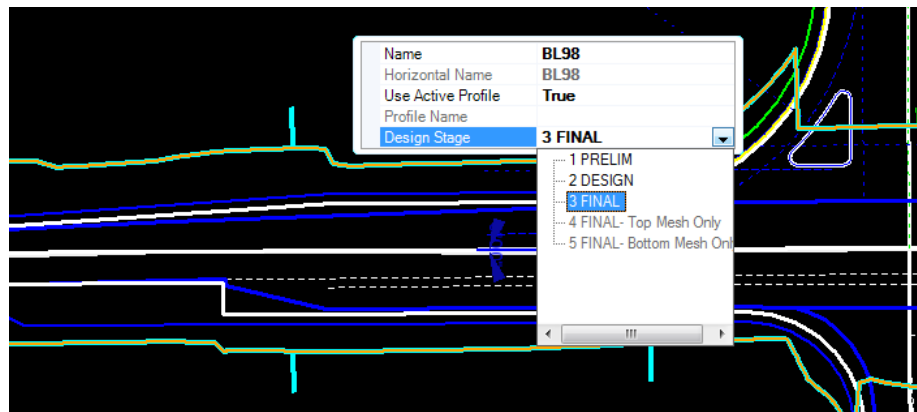 Name BL98
Horizontal Name BL98
Use Active Profile True
Profile Name
Design Stage 3 FINAL
1 PRELIM
2 DESIGN
3 FINAL
4 FINAL- Top Mesh Only
5 FINAL- Bottom Mesh Onl